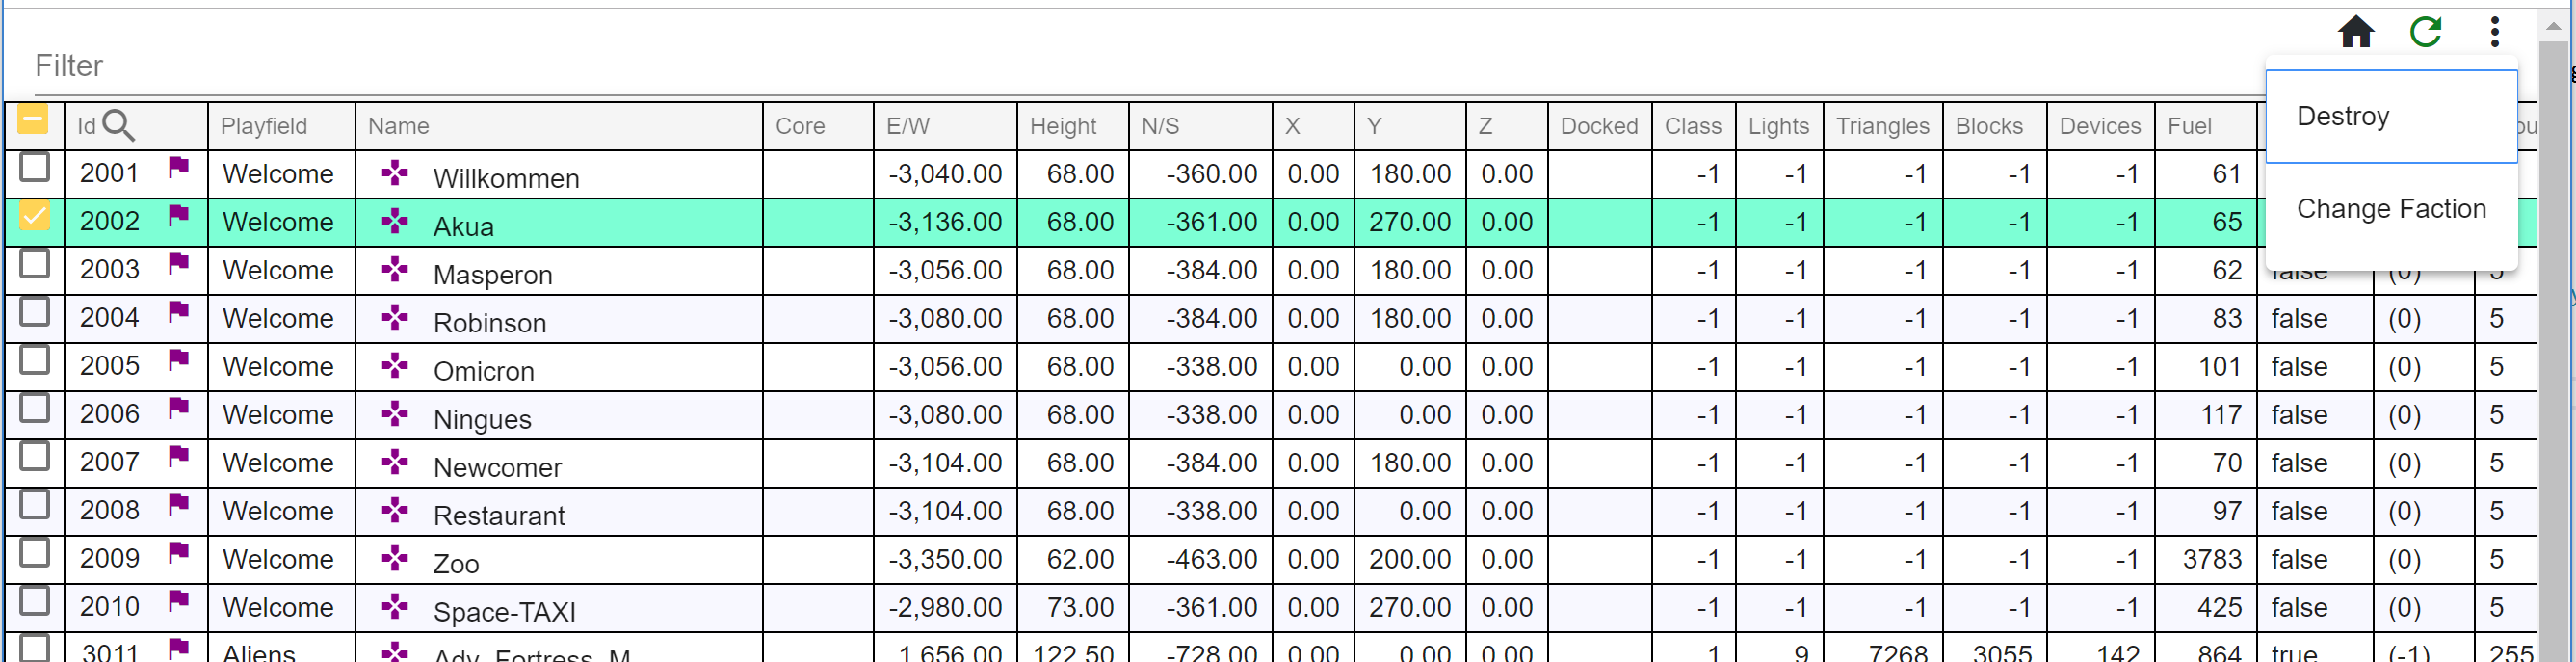 Filter
Id Playfield Name Core E/W Height N/S X Y Z Docked Class Lights Triangles Blocks Devices Fuel
Destroy
Change Faction
2001 Welcome Willkommen -3,040.00 68.00 -360.00 0.00 180.00 0.00 -1 -1 -1 -1 -1 61
2002 Welcome Akua -3,136.00 68.00 -361.00 0.00 270.00 0.00 -1 -1 -1 -1 -1 65
2003 Welcome Masperon -3,056.00 68.00 -384.00 0.00 180.00 0.00 -1 -1 -1 -1 -1 62 false (0) 5
2004 Welcome Robinson -3,080.00 68.00 -384.00 0.00 180.00 0.00 -1 -1 -1 -1 -1 83 false (0) 5
2005 Welcome Omicron -3,056.00 68.00 -338.00 0.00 0.00 0.00 -1 -1 -1 -1 -1 101 false (0) 5
2006 Welcome Ningues -3,080.00 68.00 -338.00 0.00 0.00 0.00 -1 -1 -1 -1 -1 117 false (0) 5
2007 Welcome Newcomer -3,104.00 68.00 -384.00 0.00 180.00 0.00 -1 -1 -1 -1 -1 70 false (0) 5
2008 Welcome Restaurant -3,104.00 68.00 -338.00 0.00 0.00 0.00 -1 -1 -1 -1 -1 97 false (0) 5
2009 Welcome Zoo -3,350.00 62.00 -463.00 0.00 200.00 0.00 -1 -1 -1 -1 -1 3783 false (0) 5
2010 Welcome Space-TAXI -2,980.00 73.00 -361.00 0.00 270.00 0.00 -1 -1 -1 -1 -1 425 false (0) 5
3011 Aliens Adv. Fortress M 1,656.00 122.50 -728.00 0.00 0.00 0.00 1 9 7268 3055 142 864 true (-1) 255